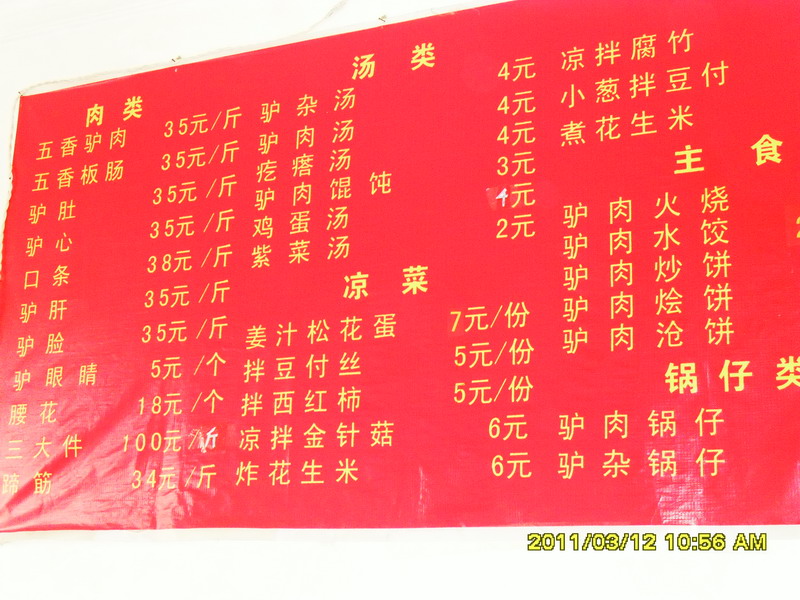 肉类
五香驴肉 35元/斤
五香板肠 35元/斤
驴肚 35元/斤
驴心 35元/斤
口条 38元/斤
驴肝 35元/斤
驴脸 35元/斤
驴眼睛 5元/个
腰花 18元/个
三大件 100元/斤
蹄筋 34元/斤
汤类
驴杂汤 4元
驴肉汤 4元
疙瘩汤 4元
驴肉馄饨 3元
鸡蛋汤 4元
紫菜汤 2元
凉菜
姜汁松花蛋 7元/份
拌豆付丝 5元/份
拌西红柿 5元/份
凉拌金针菇 6元
炸花生米 6元
凉拌腐竹
小葱拌豆付
煮花生米
主食
驴肉火烧
驴肉水饺
驴肉炒饼
驴肉烩饼
驴肉沧饼
锅仔类
驴肉锅仔
驴杂锅仔
2011/03/12 10:56 AM